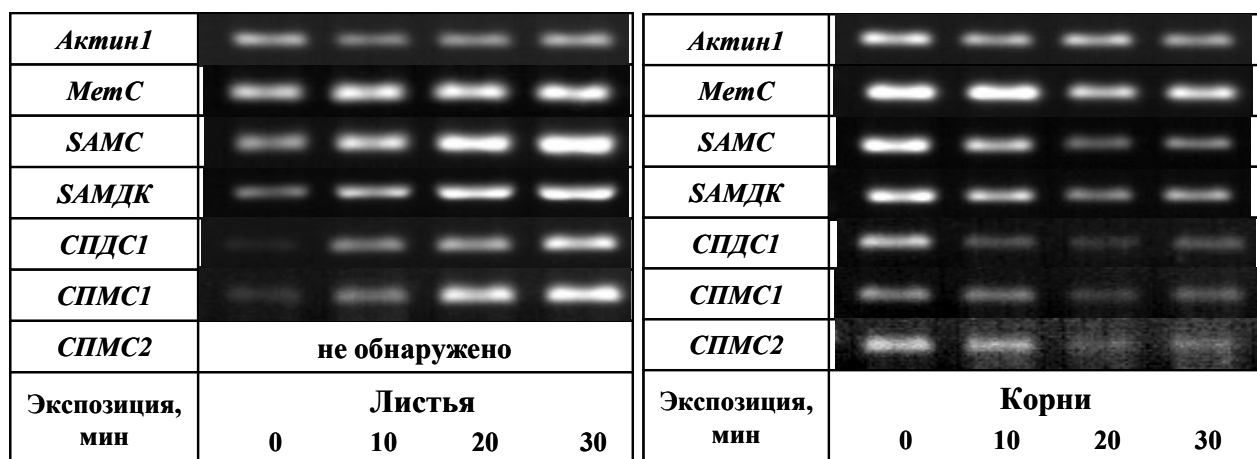 Актин1
МетС
SAMC
SAMДК
СПДС1
СПМС1
СПМС2
не обнаружено
Экспозиция,
мин
Листья
0 10 20 30
Актин1
МетС
SAMC
SAMДК
СПДС1
СПМС1
СПМС2
Экспозиция,
мин
Корни
0 10 20 30